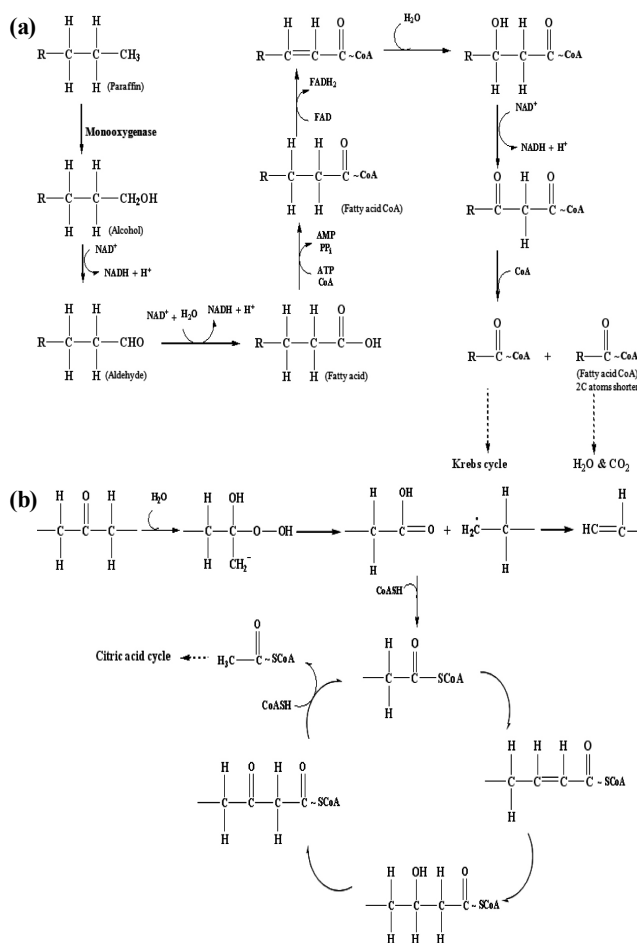 (a)
H H
R–C–C–CH3
H H
(Paraffin)
Monooxygenase
H H
R–C–C–CH2OH
H H
(Alcohol)
NAD+
NADH + H+
H H
R–C–C–CHO
H H
(Aldehyde)
NAD+ + H2O
NADH + H+
H H O
R–C–C–C–OH
H H
(Fatty acid)
AMP
PPi
ATP
CoA
H H O
R–C–C–C~CoA
H H
(Fatty acid CoA)
FADH2
FAD
H H O
R–C=C–C~CoA
H2O
OH H O
R–C–C–C~CoA
H H
NAD+
NADH + H+
O H O
R–C–C–C~CoA
H
CoA
O
R–C~CoA
+
O
R–C~CoA
(Fatty acid CoA)
2C atoms shorter
Krebs cycle
H2O & CO2
(b)
H O H
C–C–C
H H
H2O
H OH
C–C–O–OH
H CH2−
H OH
C–C=O
H
+
H
H2Ċ–C
H
H
HC=C
CoASH
H O
C–C–SCoA
H
H H H O
C–C=C–C~SCoA
H
H OH H O
C–C–C–C~SCoA
H H H
H O H O
C–C–C–C~SCoA
H H
CoASH
O
H3C–C~SCoA
Citric acid cycle